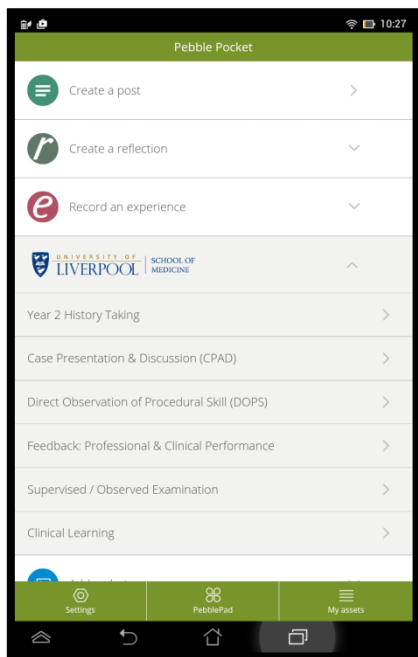 10:27
Pebble Pocket
Create a post
Create a reflection
Record an experience
UNIVERSITY OF
LIVERPOOL
SCHOOL OF
MEDICINE
Year 2 History Taking
Case Presentation & Discussion (CPAD)
Direct Observation of Procedural Skill (DOPS)
Feedback: Professional & Clinical Performance
Supervised / Observed Examination
Clinical Learning
Settings
PebblePad
My assets